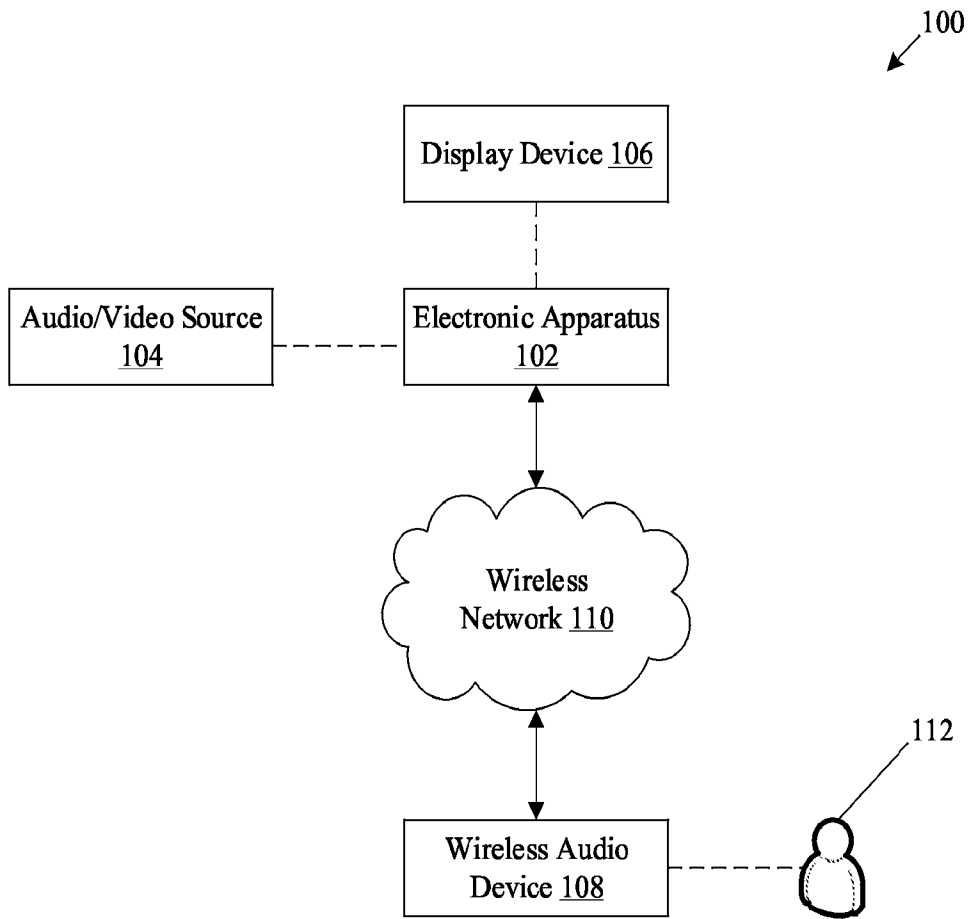 100
Display Device 106
Audio/Video Source
104
Electronic Apparatus
102
Wireless
Network 110
112
Wireless Audio
Device 108